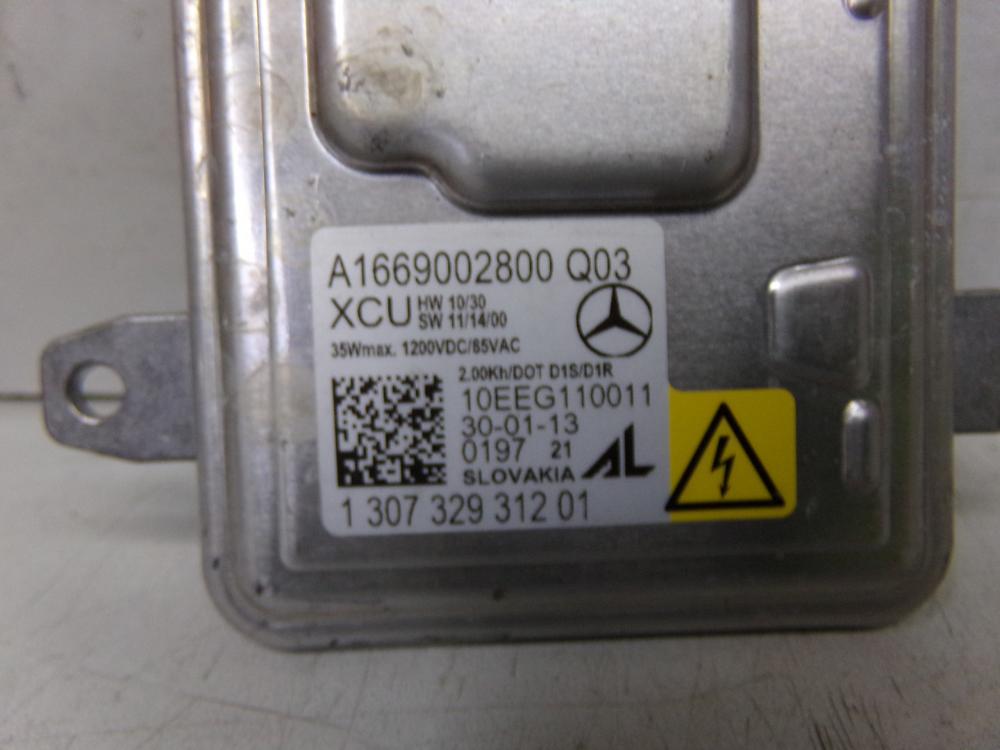 A1669002800 Q03
XCU HW 10/30
SW 11/14/00
35Wmax. 1200VDC/85VAC
2.00Kh/DOT D1S/D1R
10EEG110011
30-01-13
0197 21
SLOVAKIA AL
1 307 329 312 01